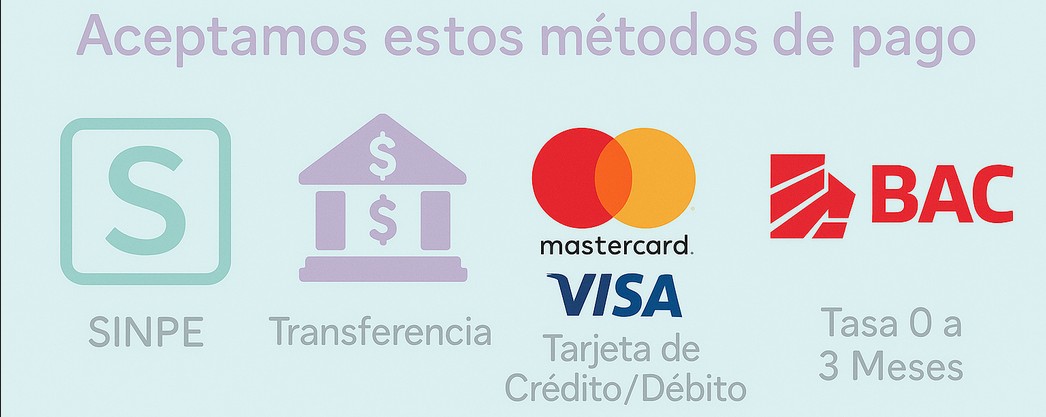 Aceptamos estos métodos de pago
S
$
$
SINPE
Transferencia
mastercard.
VISA
Tarjeta de
Crédito/Débito
BAC
Tasa 0 a
3 Meses